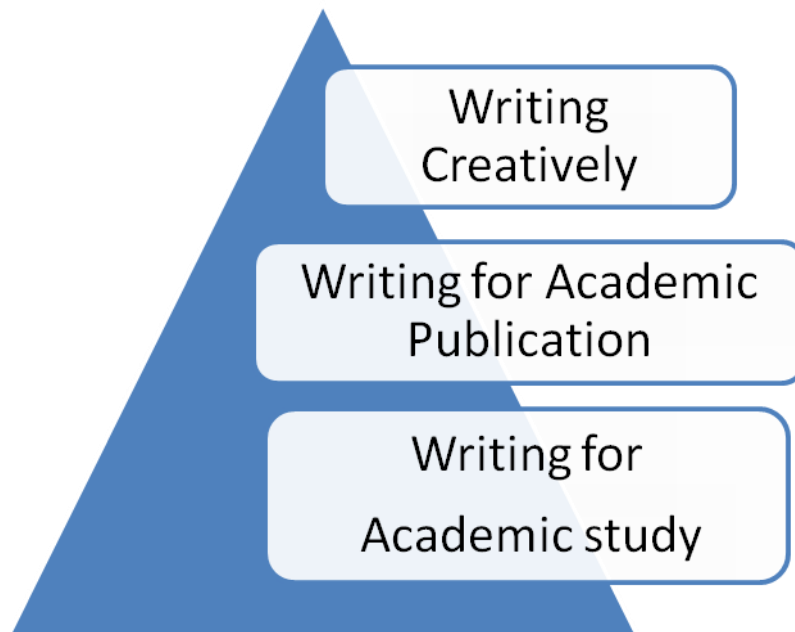 Writing
Creatively
Writing for Academic
Publication
Writing for
Academic study